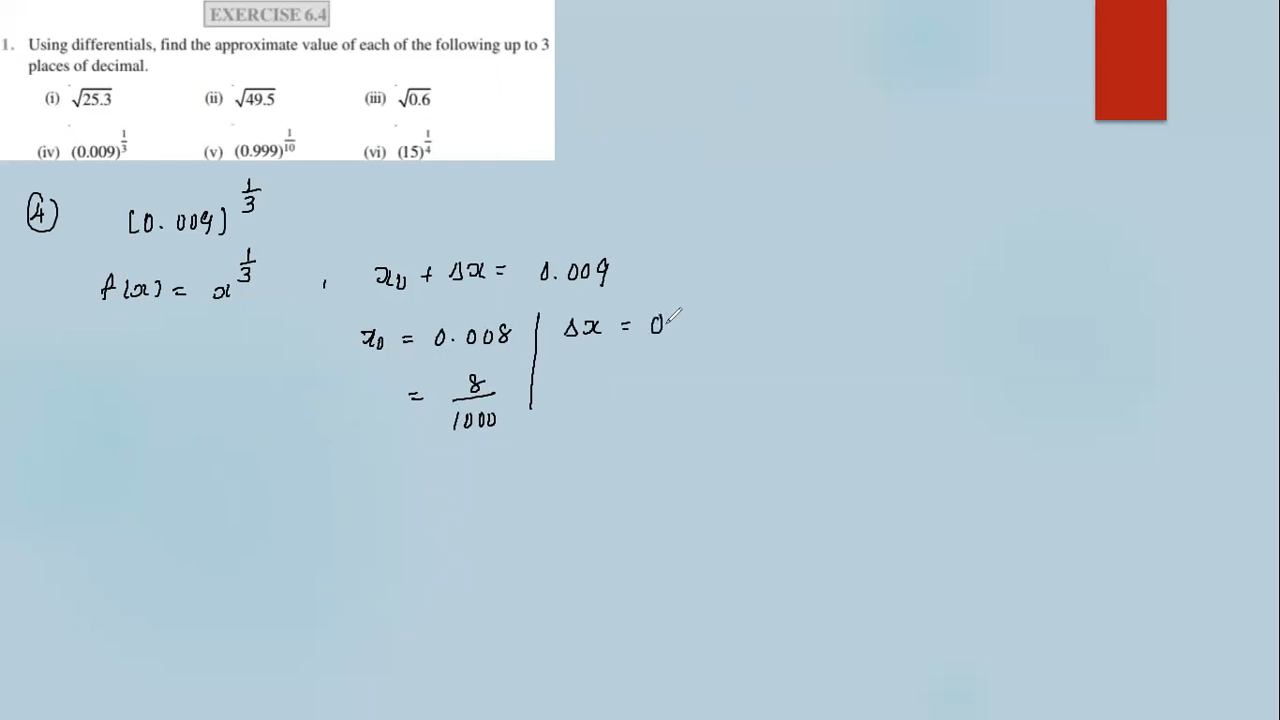 EXERCISE 6.4
1. Using differentials, find the approximate value of each of the following up to 3
places of decimal.
(i) √25.3 (ii) √49.5 (iii) √0.6
(iv) (0.009)^{1/3} (v) (0.999)^{1/10} (vi) (15)^{1/4}
④ [0.009]^{1/3}
f(x) = x^{1/3} , x₀ + Δx = 0.009
x₀ = 0.008 | Δx = 0
= 8/1000